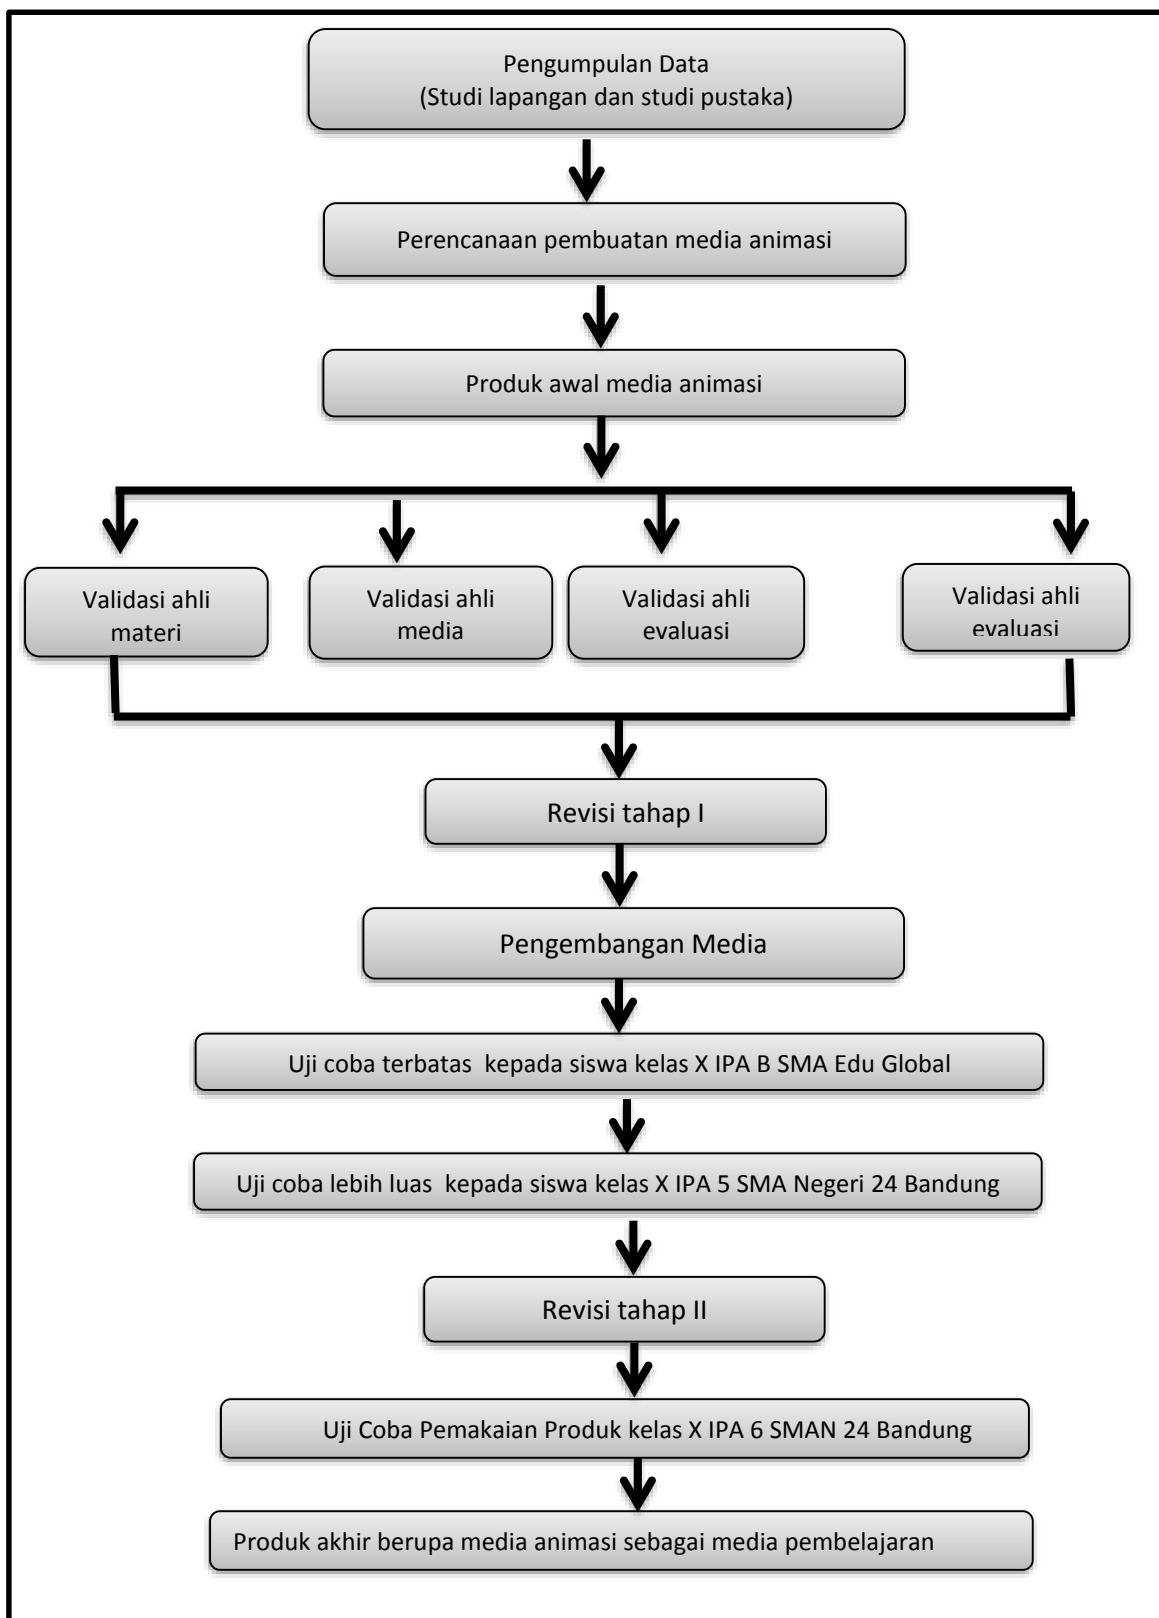 Pengumpulan Data
(Studi lapangan dan studi pustaka)
Perencanaan pembuatan media animasi
Produk awal media animasi
Validasi ahli
materi
Validasi ahli
media
Validasi ahli
evaluasi
Validasi ahli
evaluasi
Revisi tahap I
Pengembangan Media
Uji coba terbatas  kepada siswa kelas X IPA B SMA Edu Global
Uji coba lebih luas  kepada siswa kelas X IPA 5 SMA Negeri 24 Bandung
Revisi tahap II
Uji Coba Pemakaian Produk kelas X IPA 6 SMAN 24 Bandung
Produk akhir berupa media animasi sebagai media pembelajaran